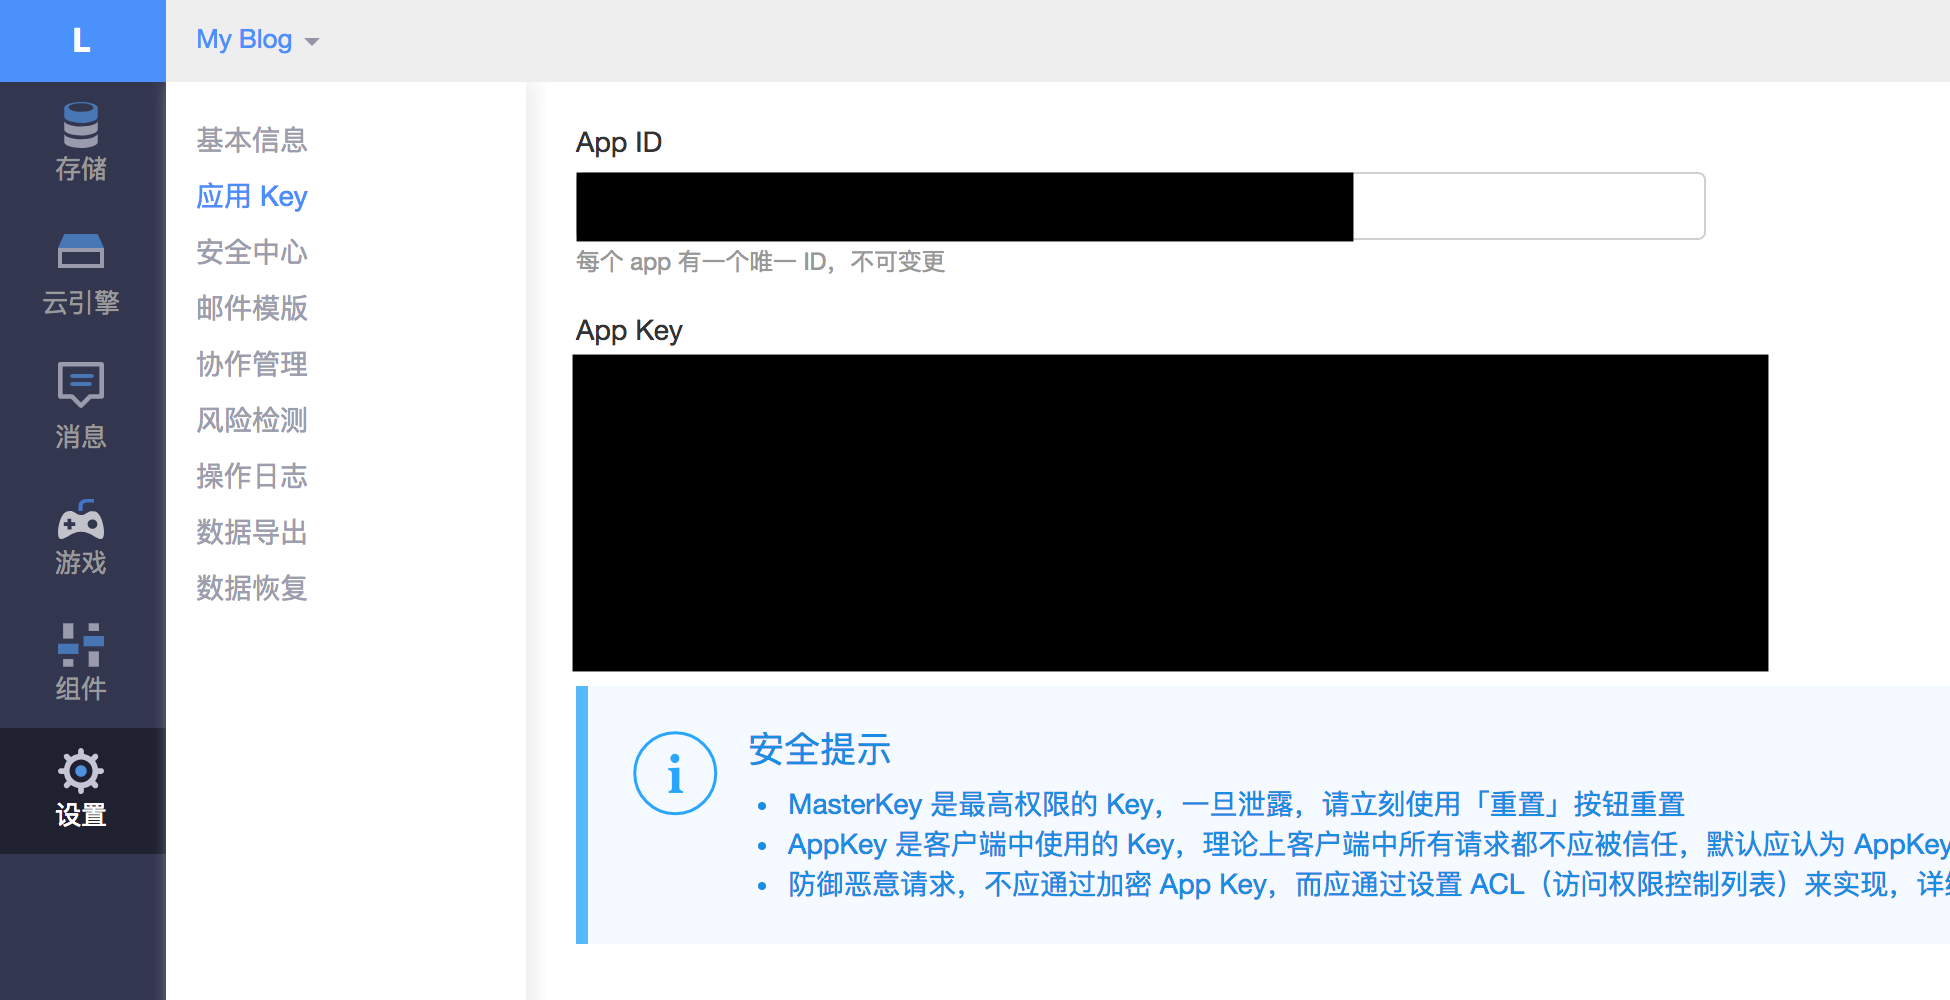 L
My Blog
存储
云引擎
消息
游戏
组件
设置
基本信息
应用 Key
安全中心
邮件模版
协作管理
风险检测
操作日志
数据导出
数据恢复
App ID
每个 app 有一个唯一 ID，不可变更
App Key
安全提示
MasterKey 是最高权限的 Key，一旦泄露，请立刻使用「重置」按钮重置
AppKey 是客户端中使用的 Key，理论上客户端中所有请求都不应被信任，默认应认为 AppKey
防御恶意请求，不应通过加密 App Key，而应通过设置 ACL（访问权限控制列表）来实现，详